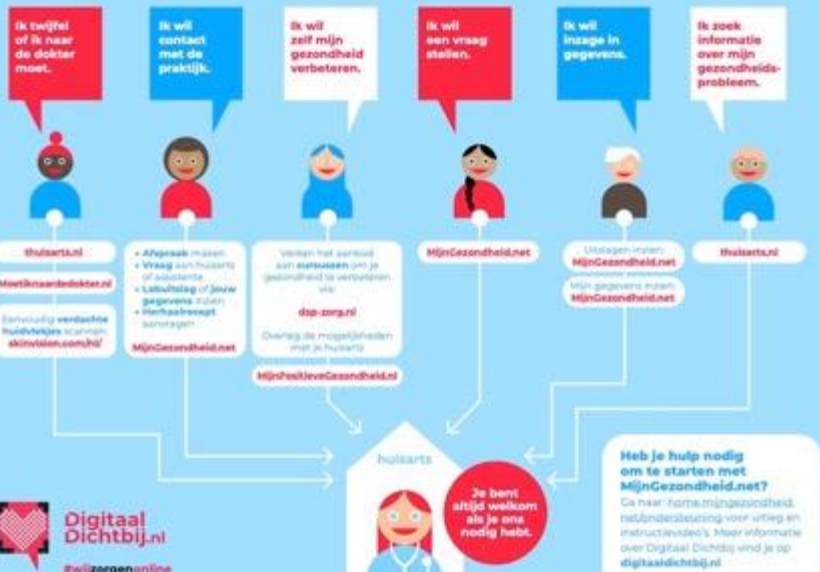 Ik twijfel
of ik naar
de dokter
moet.
Ik wil
contact
met de
praktijk.
Ik wil
zelf mijn
gezondheid
verbeteren.
Ik wil
een vraag
stellen.
Ik wil
inzage in
gegevens.
Ik zoek
informatie
over mijn
gezondheids-
probleem.
thuisarts.nl
Moetiknaardedokter.nl
Eenvoudig verdachte
huidvlekjes scannen:
skinvision.com/nl/
• Afspraak maken
• Vraag aan huisarts
of assistente
• Labuitslag of jouw
gegevens inzien
• Herhaalrecept
aanvragen
MijnGezondheid.net
Verken het aanbod
aan cursussen om je
gezondheid te verbeteren
via:
dsp-zorg.nl
Overleg de mogelijkheden
met je huisarts
MijnPositieveGezondheid.nl
MijnGezondheid.net
Uitslagen inzien:
MijnGezondheid.net
Mijn gegevens inzien:
MijnGezondheid.net
thuisarts.nl
huisarts
Je bent
altijd welkom
als je ons
nodig hebt.
Digitaal
Dichtbij.nl
#wijzorgenonline
Heb je hulp nodig
om te starten met
MijnGezondheid.net?
Ga naar: home.mijngezondheid.
net/ondersteuning voor uitleg en
instructievideo's. Meer informatie
over Digitaal Dichtbij vind je op
digitaaldichtbij.nl